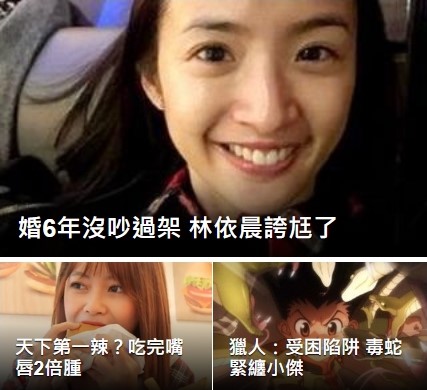 婚6年沒吵過架 林依晨誇尪了
天下第一辣？吃完嘴
唇2倍腫
獵人：受困陷阱 毒蛇
緊纏小傑